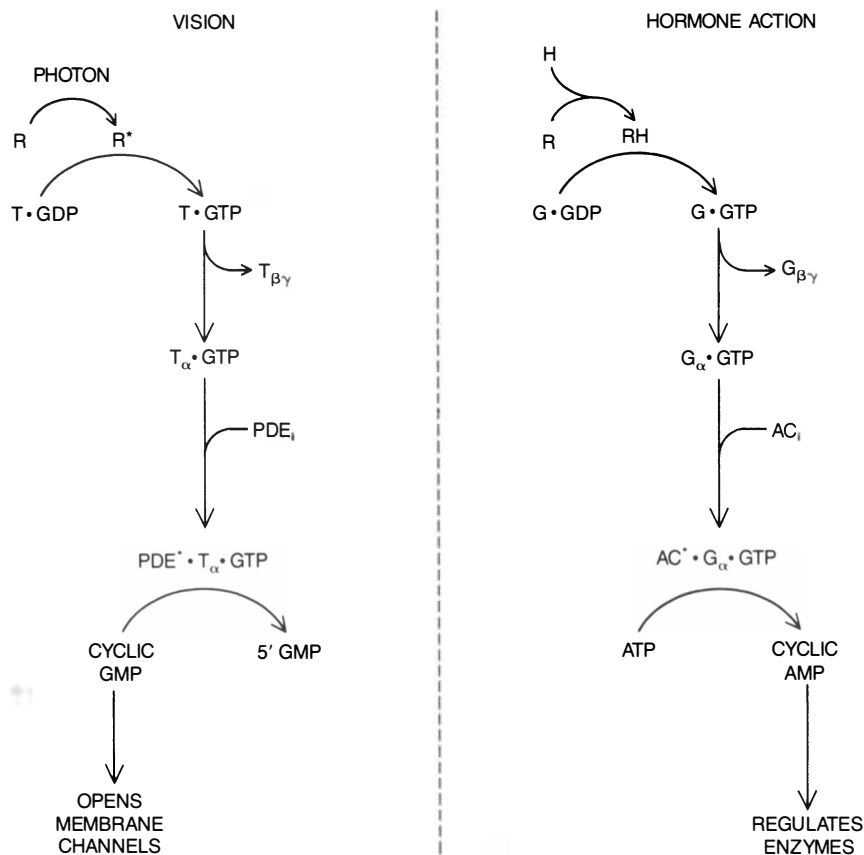 VISION
PHOTON
R
R*
T • GDP
T • GTP
Tβγ
Tα • GTP
PDEi
PDE* • Tα • GTP
CYCLIC
GMP
5′ GMP
OPENS
MEMBRANE
CHANNELS
HORMONE ACTION
H
R
RH
G • GDP
G • GTP
Gβγ
Gα • GTP
ACi
AC* • Gα • GTP
ATP
CYCLIC
AMP
REGULATES
ENZYMES